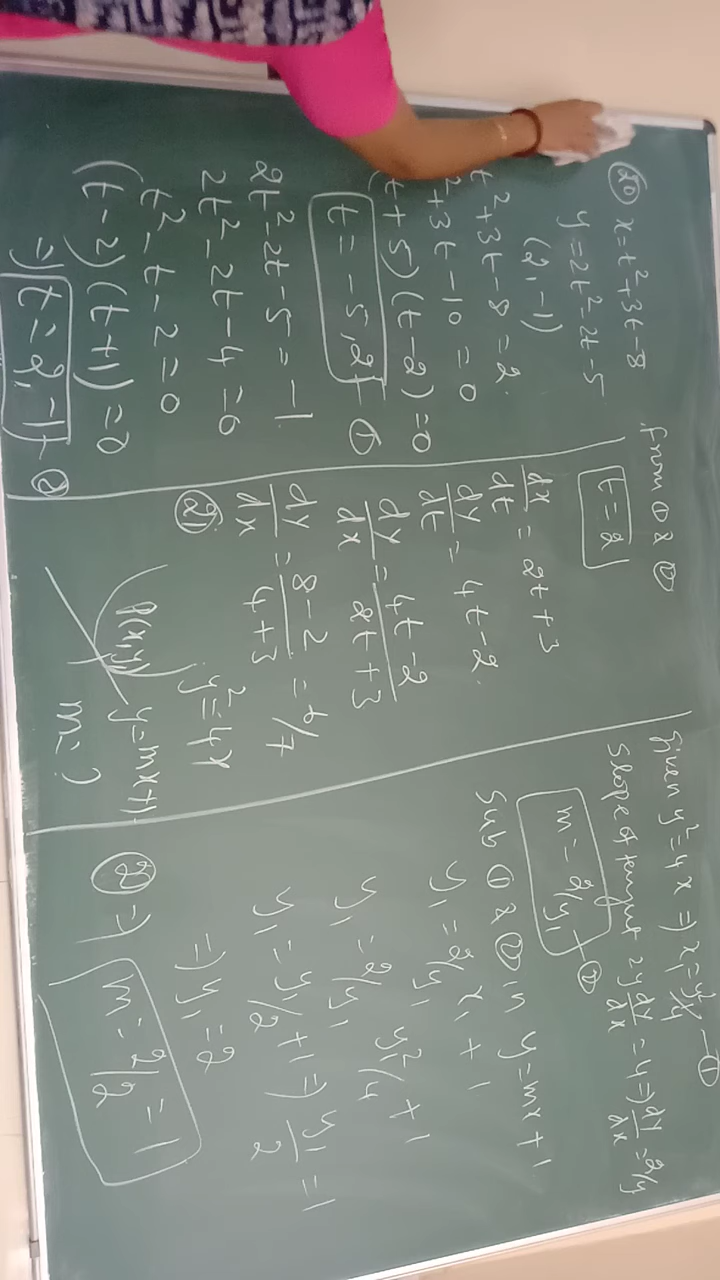 (20) x = t²+3t-8
y = 2t²-2t-5
(2,-1)
t²+3t-8 = 2.
t²+3t-10 = 0
(t+5)(t-2) = 0
t = -5, 2 - ①
2t²-2t-5 = -1
2t²-2t-4 = 0
t²-t-2 = 0
(t-2)(t+1) = 0
=> t = 2, -1 - ②
from ① & ②
t = 2
dx/dt = 2t+3
dy/dt = 4t-2.
dy/dx = 4t-2/2t+3
dy/dx = 8-2/4+3 = 6/7
(21)
y² = 4x
P(x₁y₁)
y=mx+1
m = ?
Given y² = 4x => x₁ = y₁²/4 - ①
Slope of tangent 2y dy/dx = 4 => dy/dx = 2/y
m = 2/y₁ - ②
Sub ① & ② in y = mx+1
y₁ = 2/y₁ x₁ + 1
y₁ = 2/y₁ y₁²/4 + 1
y₁ = y₁/2 + 1 => y₁/2 = 1
=> y₁ = 2
② => m = 2/2 = 1